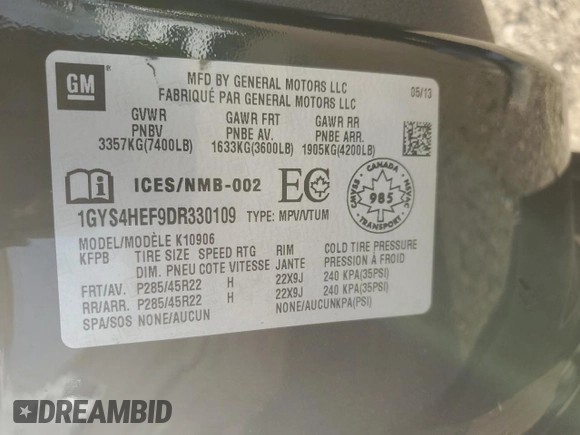 GM
MFD BY GENERAL MOTORS LLC
FABRIQUÉ PAR GENERAL MOTORS LLC
05/13
GVWR GAWR FRT GAWR RR
PNBV PNBE AV. PNBE ARR.
3357KG(7400LB) 1633KG(3600LB) 1905KG(4200LB)
ICES/NMB-002 EC
CMVSS CANADA NSVAC
985
TRANSPORT
1GYS4HEF9DR330109 TYPE: MPV/VTUM
MODEL/MODÈLE K10906
KFPB TIRE SIZE SPEED RTG RIM COLD TIRE PRESSURE
DIM. PNEU COTE VITESSE JANTE PRESSION À FROID
FRT/AV. P285/45R22 H 22X9J 240 KPA(35PSI)
RR/ARR. P285/45R22 H 22X9J 240 KPA(35PSI)
SPA/SOS NONE/AUCUN NONE/AUCUNKPA(PSI)
DREAMBID